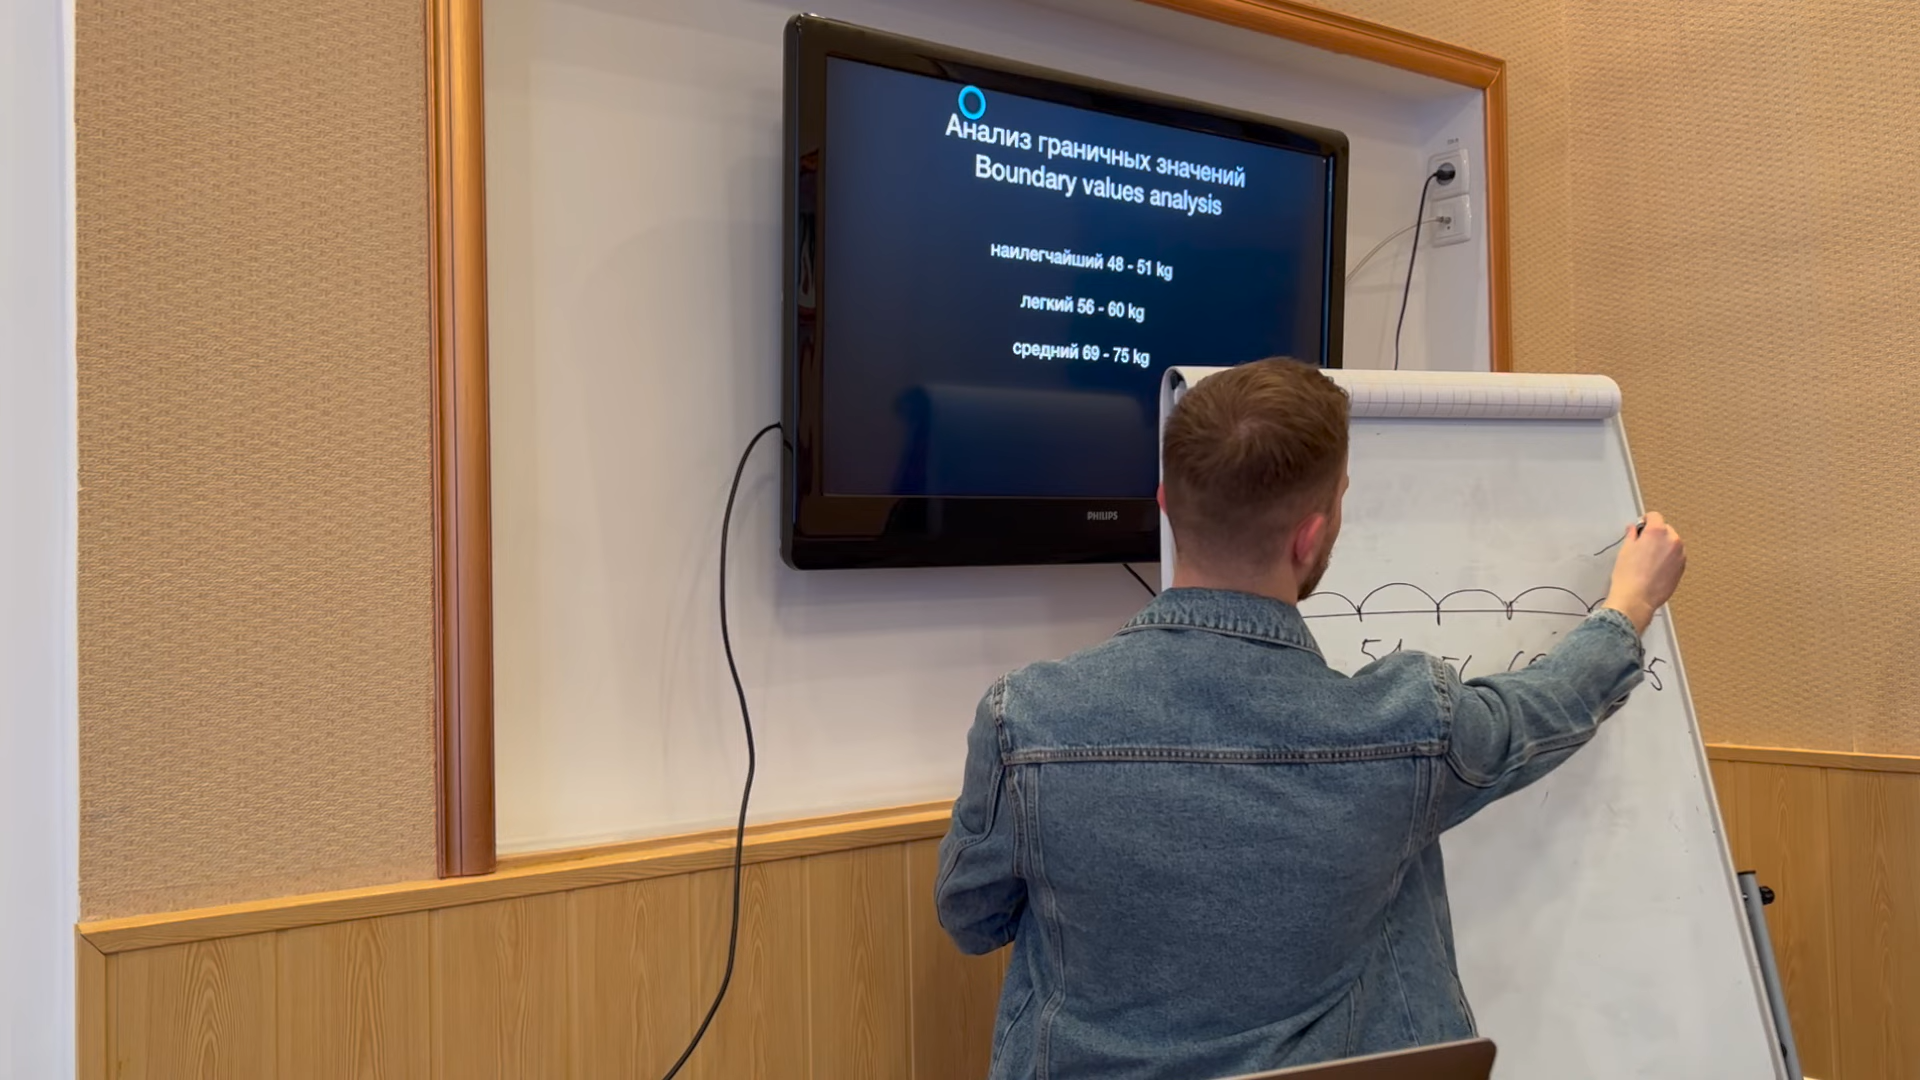 Анализ граничных значений
Boundary values analysis
наилегчайший 48 - 51 kg
легкий 56 - 60 kg
средний 69 - 75 kg
PHILIPS
51